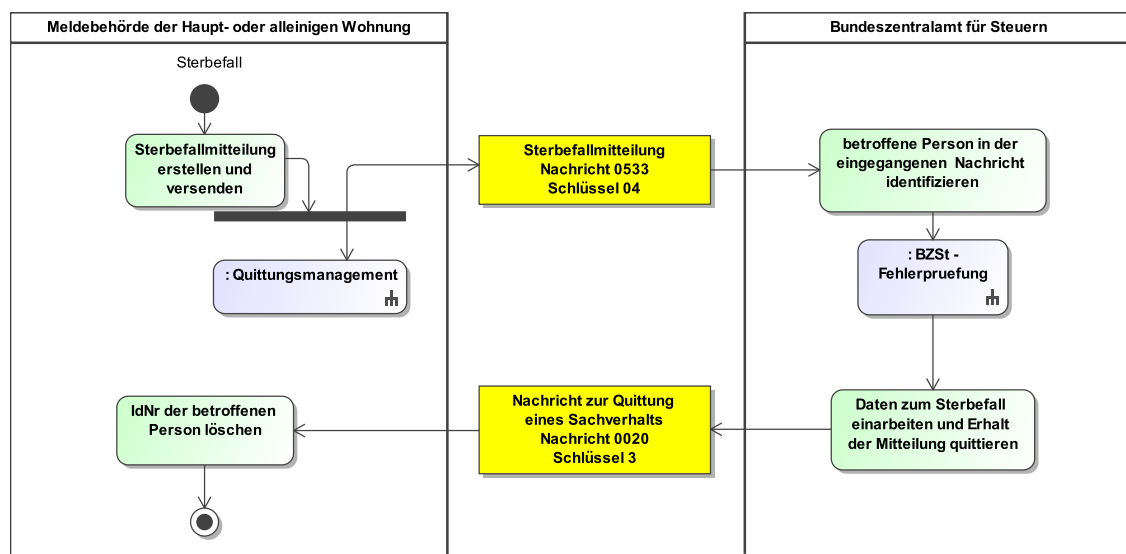 Meldebehörde der Haupt- oder alleinigen Wohnung
Bundeszentralamt für Steuern
Sterbefall
Sterbefallmitteilung
erstellen und
versenden
: Quittungsmanagement
Sterbefallmitteilung
Nachricht 0533
Schlüssel 04
betroffene Person in der
eingegangenen Nachricht
identifizieren
: BZSt -
Fehlerpruefung
Daten zum Sterbefall
einarbeiten und Erhalt
der Mitteilung quittieren
Nachricht zur Quittung
eines Sachverhalts
Nachricht 0020
Schlüssel 3
IdNr der betroffenen
Person löschen